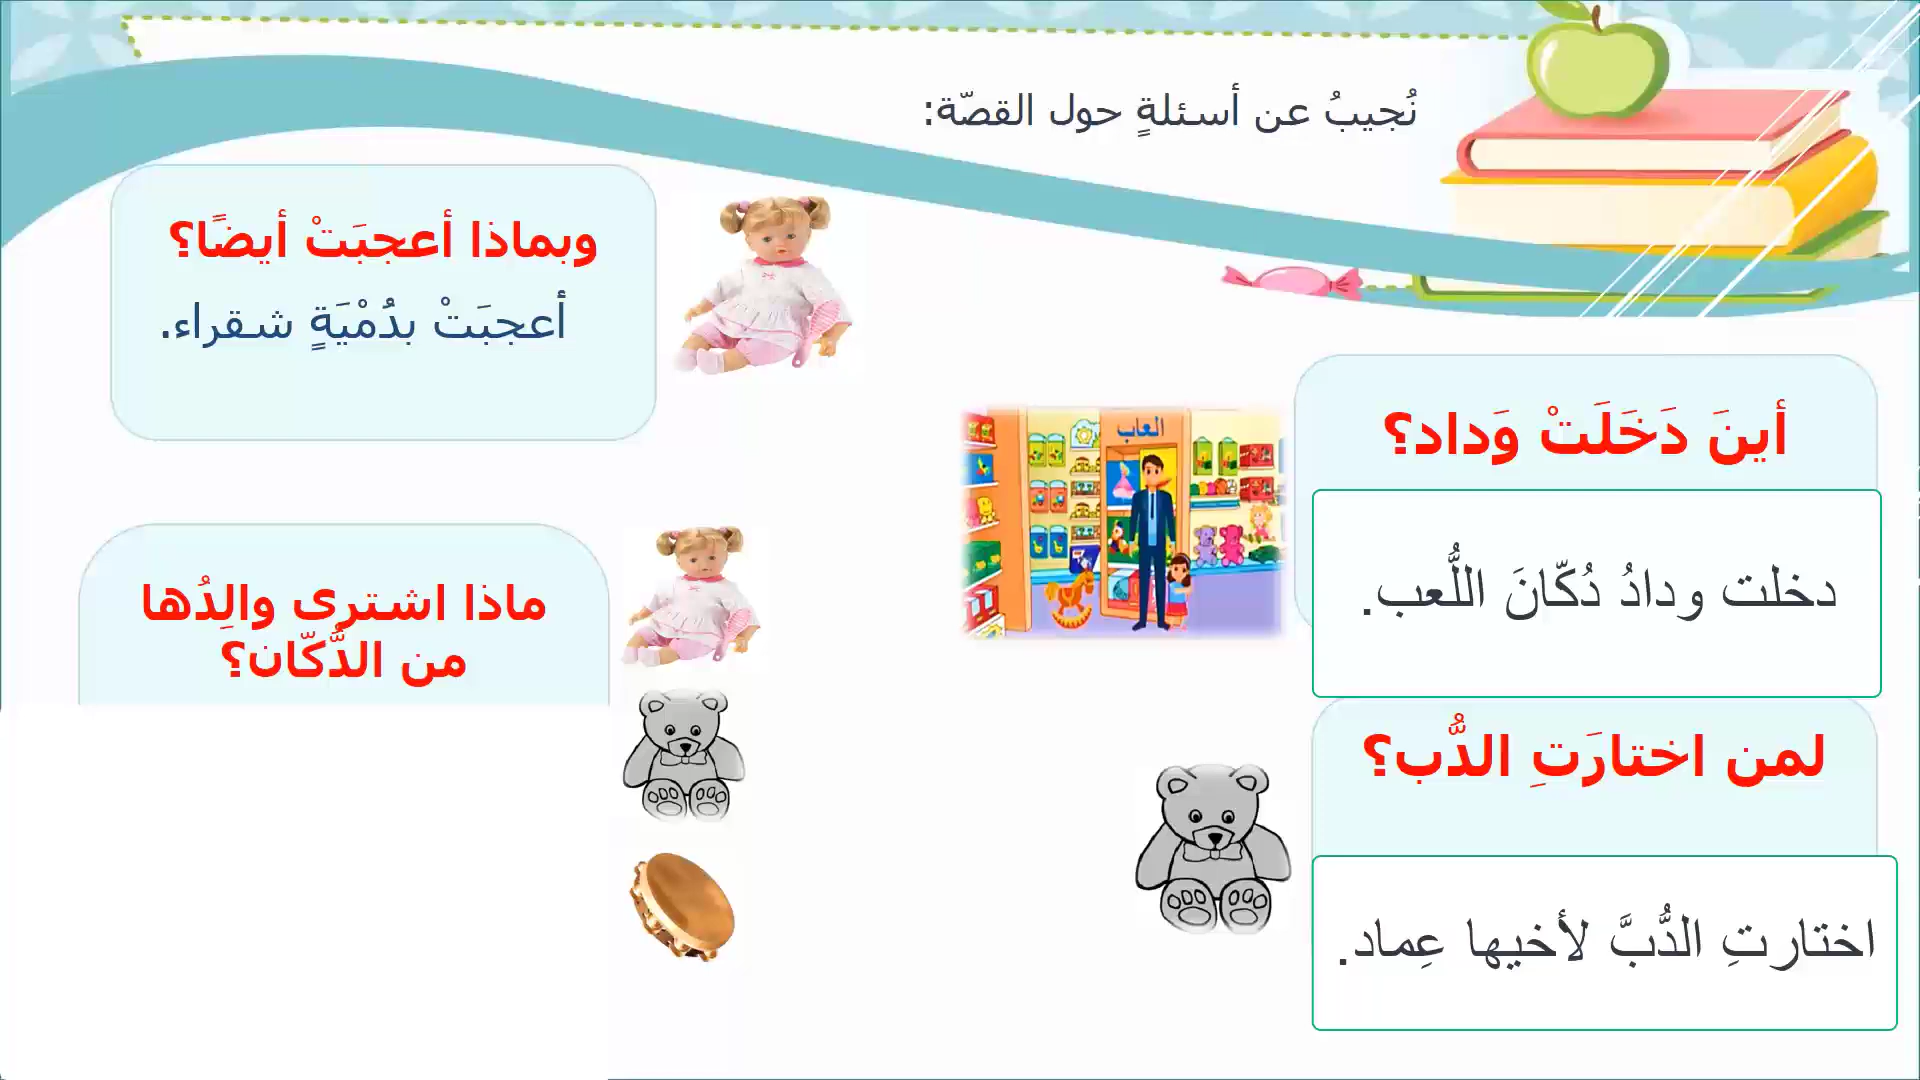 نُجيبُ عن أسئلةٍ حول القصّة:
أينَ دَخَلَتْ وَداد؟
دخلت ودادُ دُكّانَ اللُّعب.
العاب
لمن اختارَتِ الدُّب؟
اختارتِ الدُّبَّ لأخيها عِماد.
وبماذا أعجبَتْ أيضًا؟
أعجبَتْ بدُمْيَةٍ شقراء.
ماذا اشترى والِدُها
من الدُّكّان؟